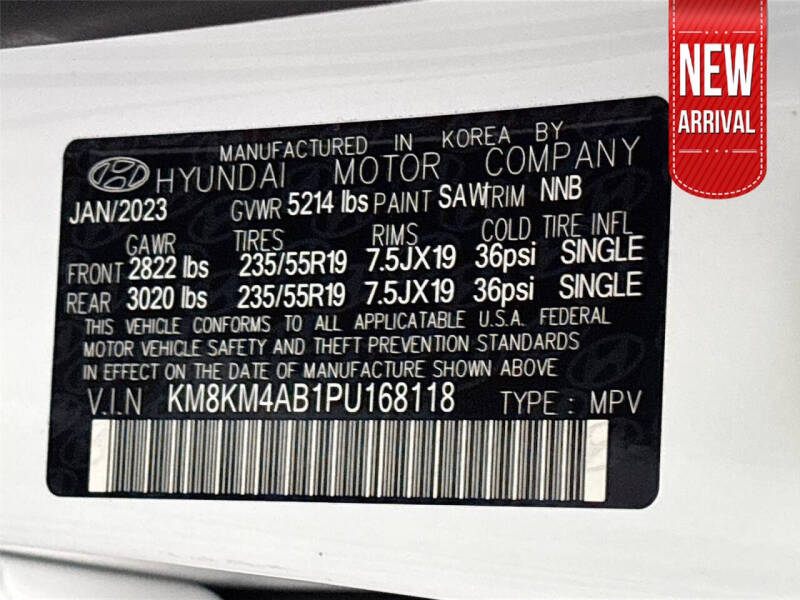 NEW
ARRIVAL
MANUFACTURED IN KOREA BY
HYUNDAI MOTOR COMPANY
JAN/2023 GVWR 5214 lbs PAINT SAW TRIM NNB
GAWR TIRES RIMS COLD TIRE INFL
FRONT 2822 lbs 235/55R19 7.5JX19 36psi SINGLE
REAR 3020 lbs 235/55R19 7.5JX19 36psi SINGLE
THIS VEHICLE CONFORMS TO ALL APPLICATABLE U.S.A. FEDERAL
MOTOR VEHICLE SAFETY AND THEFT PREVENTION STANDARDS
IN EFFECT ON THE DATE OF MANUFACTURE SHOWN ABOVE
V.I.N KM8KM4AB1PU168118 TYPE : MPV